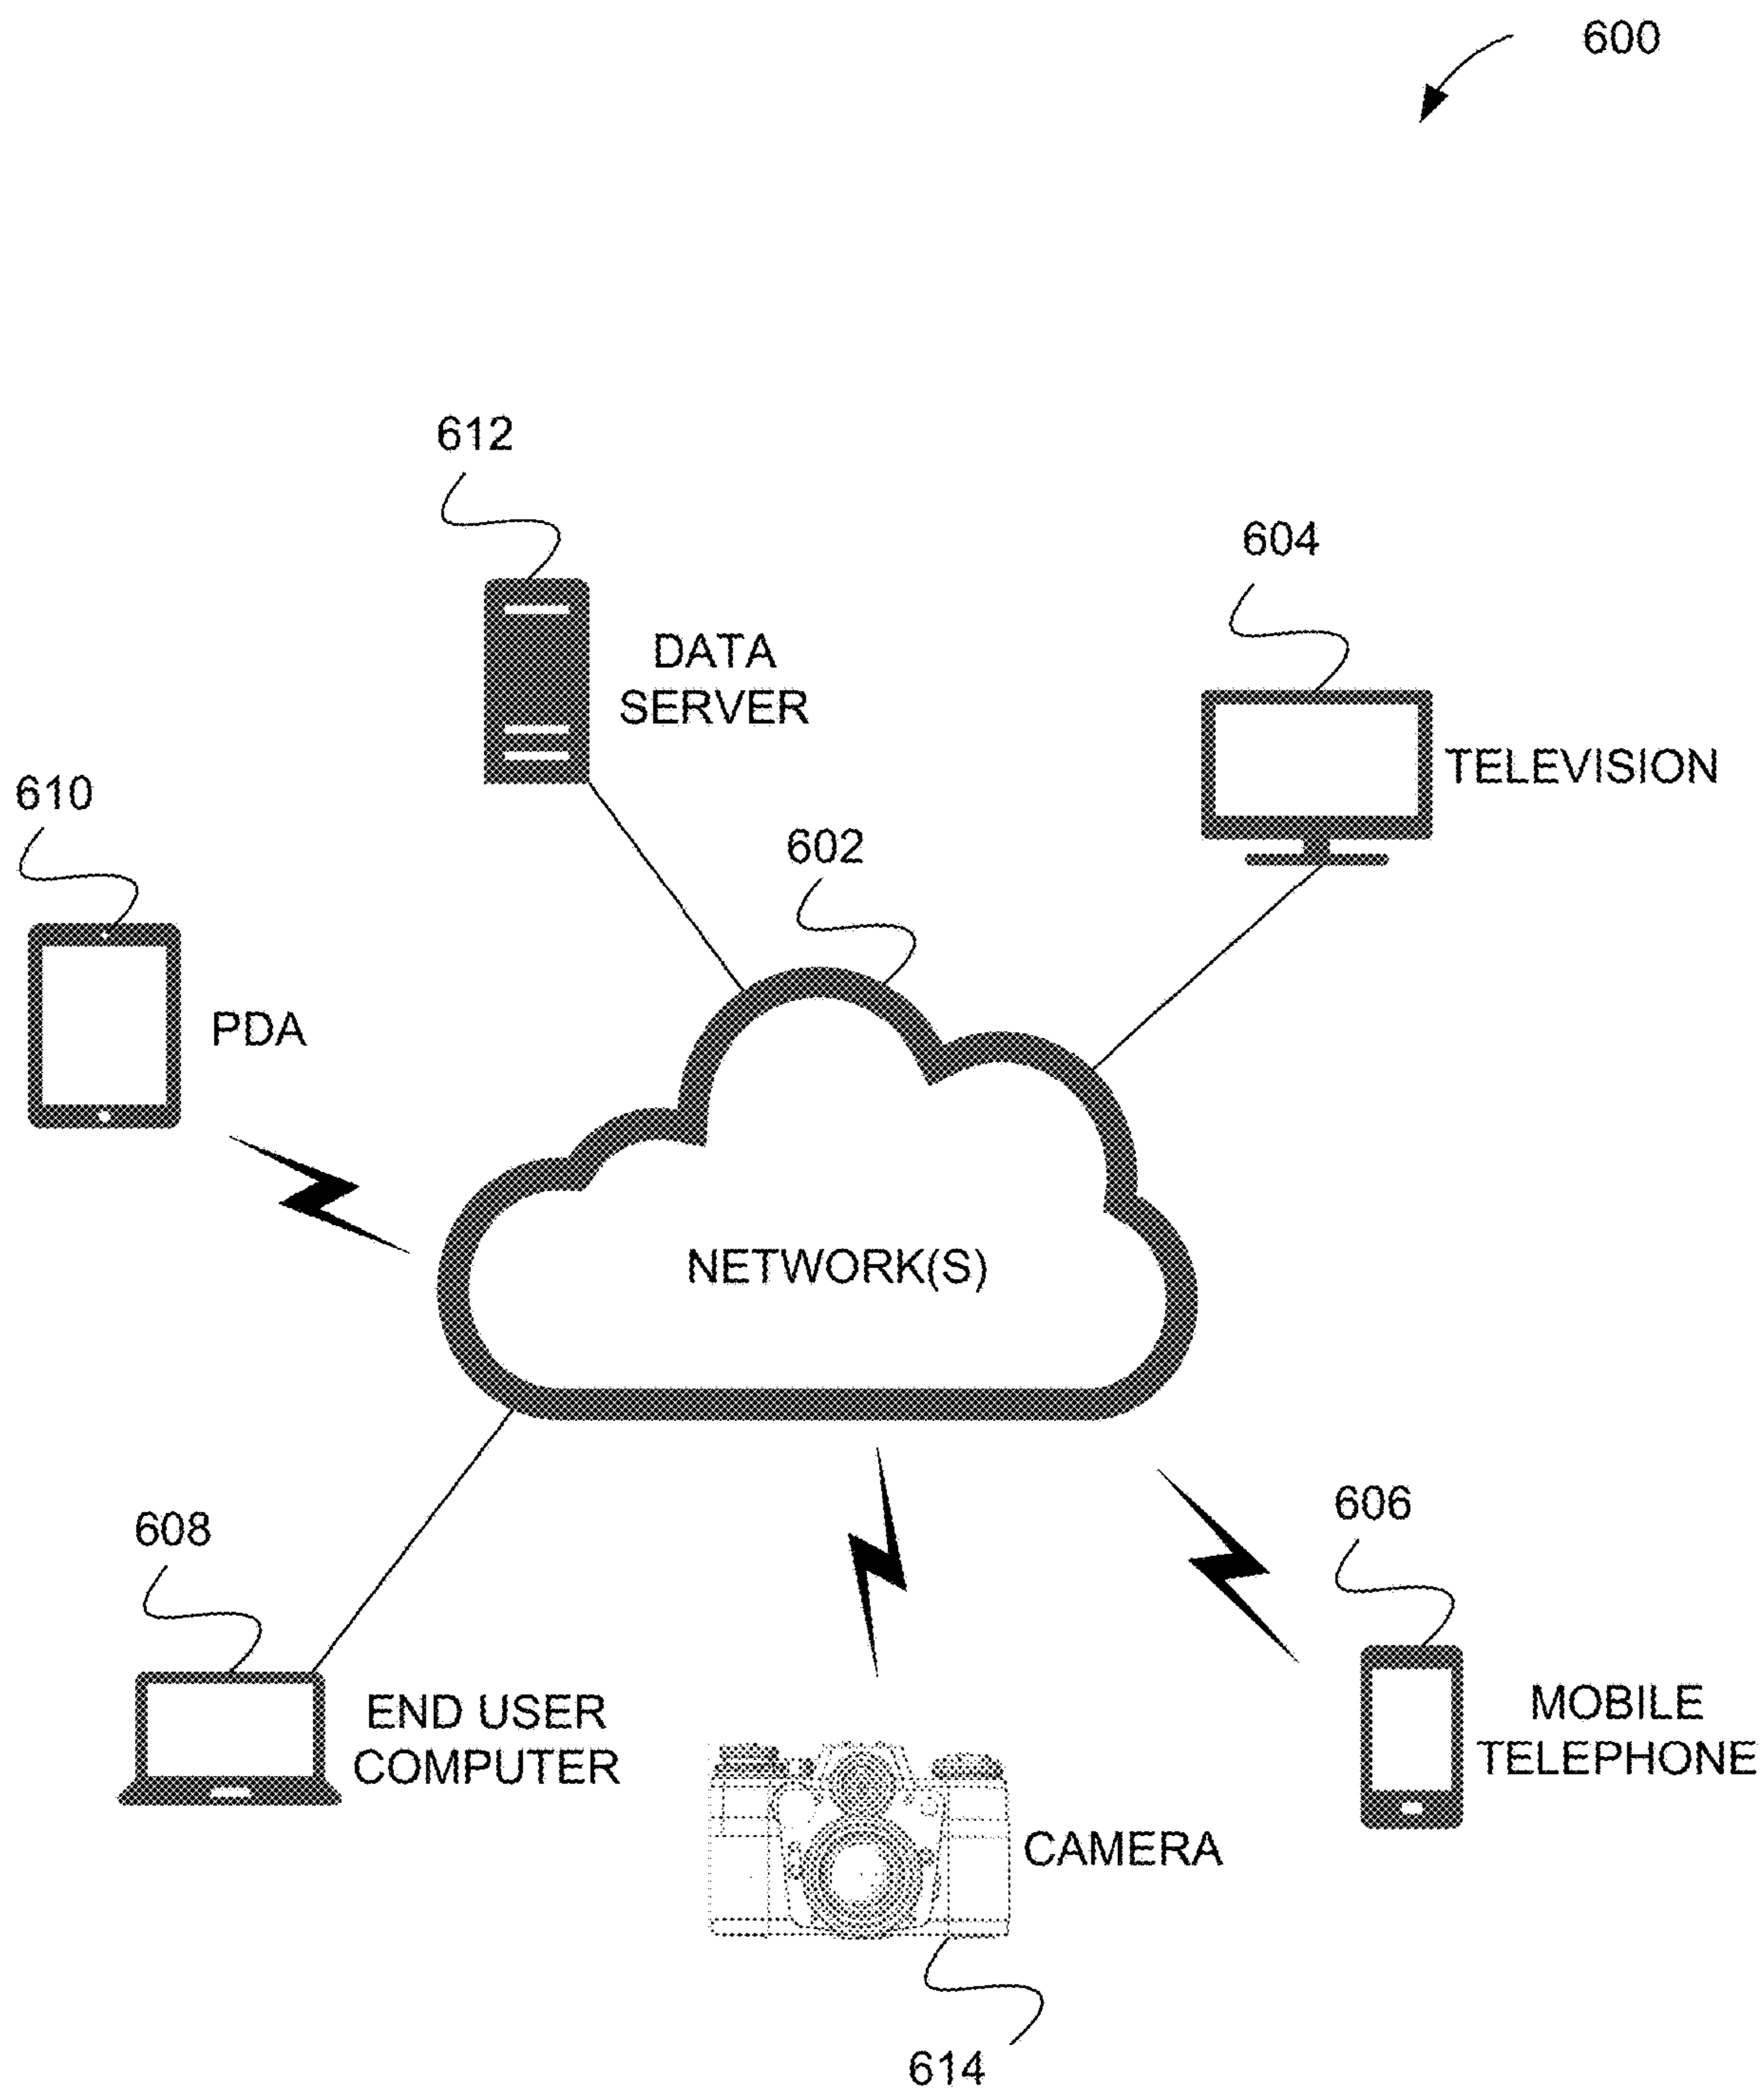 600
612
604
DATA
SERVER
TELEVISION
610
602
PDA
NETWORK(S)
608
606
END USER
COMPUTER
MOBILE
TELEPHONE
CAMERA
614